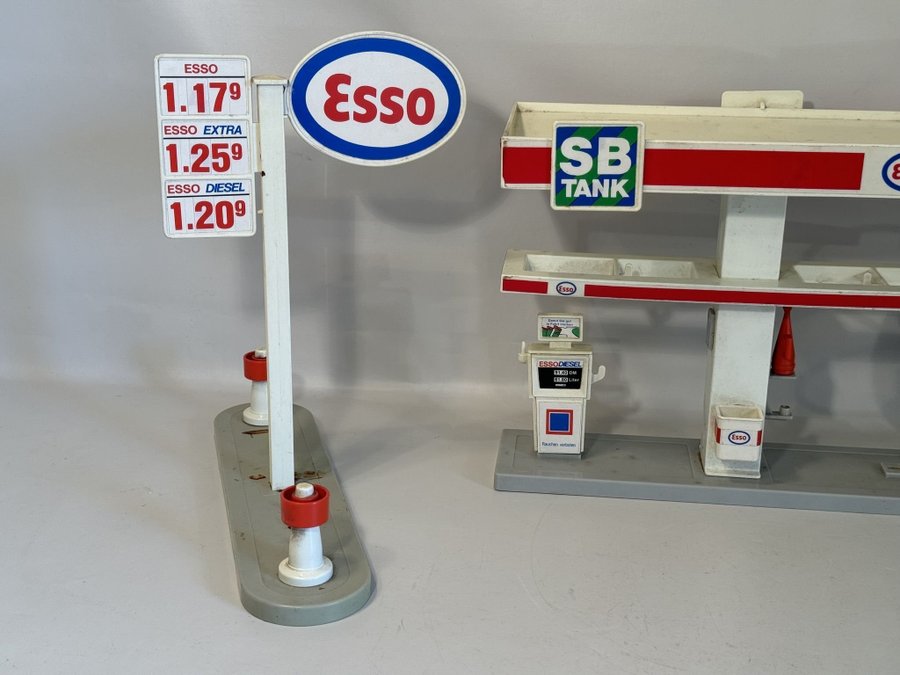 ESSO
1.17⁹
ESSO EXTRA
1.25⁹
ESSO DIESEL
1.20⁹
Esso
SB
TANK
Esso
ESSO DIESEL
DM
Liter
Rauchen verboten
Esso